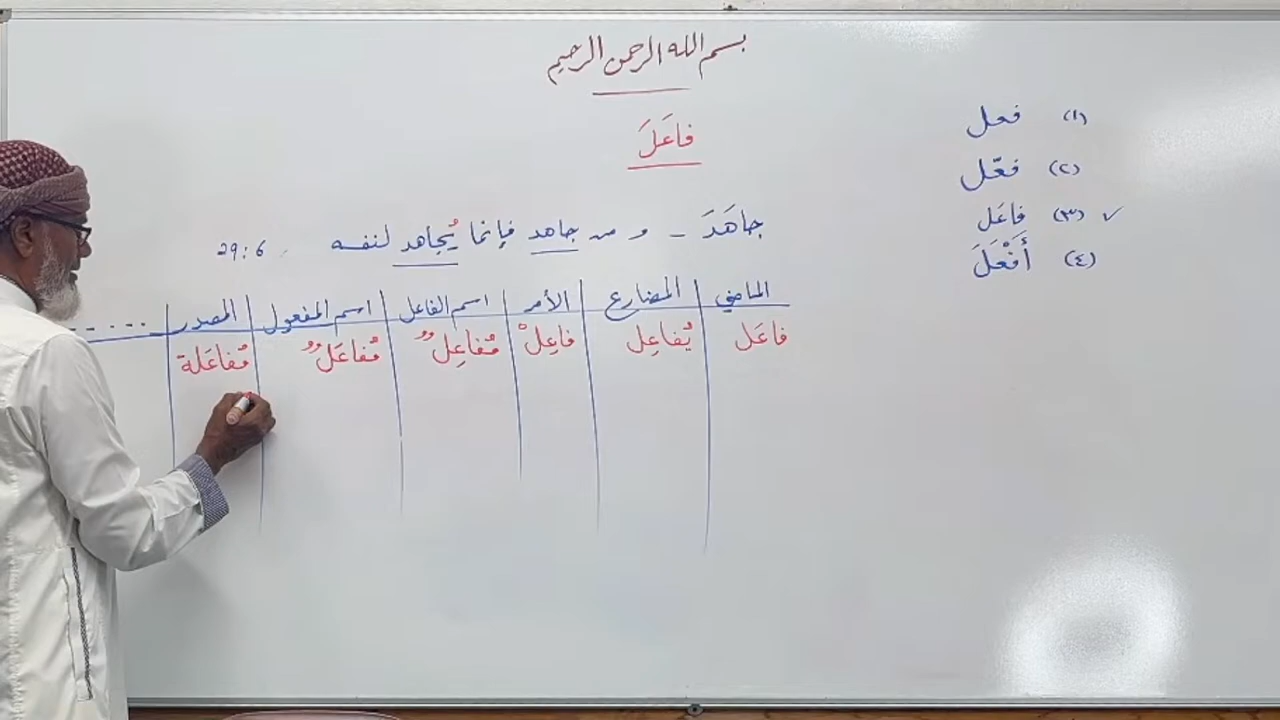 بسم الله الرحمن الرحيم
فاعَلَ
(١) فعل
(٢) فعّل
(٣) فاعَل ✓
(٤) أَفْعَلَ
جاهَدَ - و من جاهد فإنما يُجاهد لنفسه 29:6
الماضي المضارع الأمر اسم الفاعل اسم المفعول المصدر
فاعَل يُفاعِل فاعِلْ مُفاعِلٌ مُفاعَلٌ مُفاعَلة